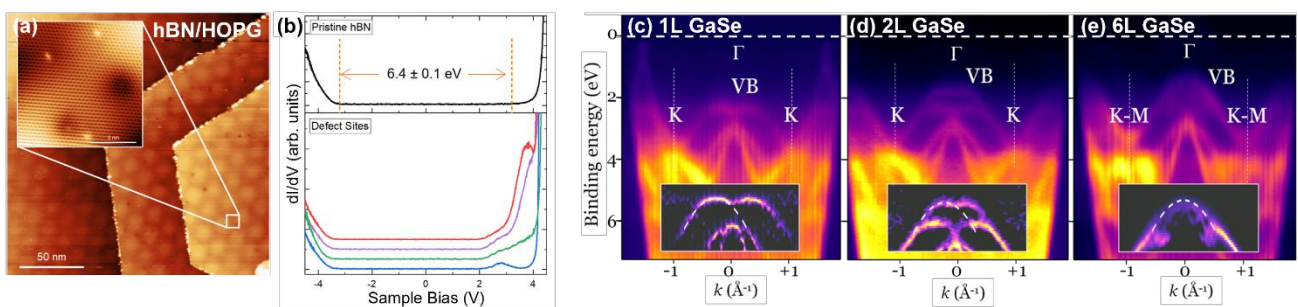 (a)
hBN/HOPG
50 nm
(b)
Pristine hBN
6.4 ± 0.1 eV
Defect Sites
dI/dV (arb. units)
-4 -2 0 2 4
Sample Bias (V)
(c) 1L GaSe
Γ
VB
K K
0
2
4
6
Binding energy (eV)
-1 0 +1
k (Å⁻¹)
(d) 2L GaSe
Γ
VB
K K
-1 0 +1
k (Å⁻¹)
(e) 6L GaSe
Γ
VB
K-M K-M
-1 0 +1
k (Å⁻¹)